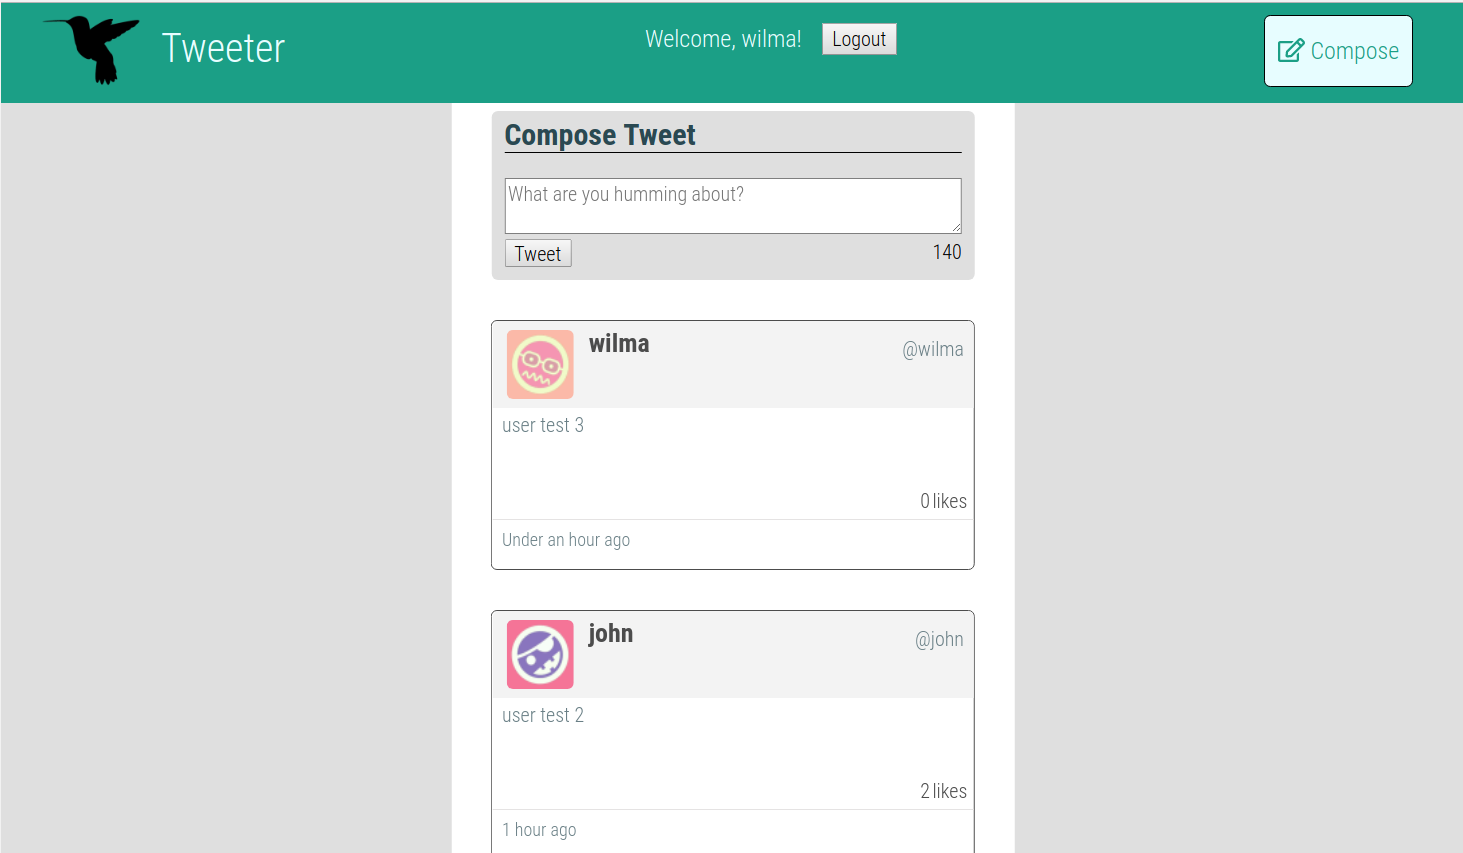 Tweeter
Welcome, wilma!
Logout
Compose
Compose Tweet
What are you humming about?
Tweet
140
wilma
@wilma
user test 3
0 likes
Under an hour ago
john
@john
user test 2
2 likes
1 hour ago